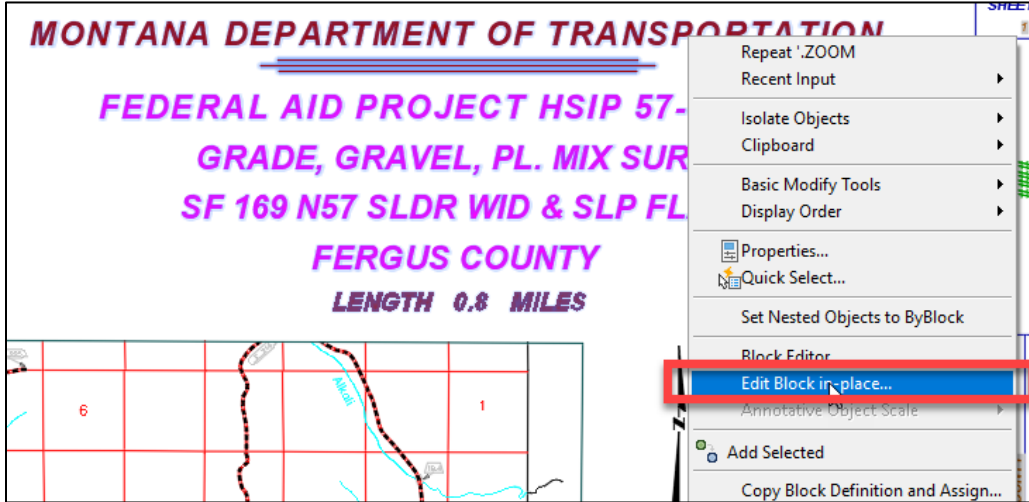 SHEET
MONTANA DEPARTMENT OF TRANSPORTATION
FEDERAL AID PROJECT HSIP 57-
GRADE, GRAVEL, PL. MIX SUR
SF 169 N57 SLDR WID & SLP FL
FERGUS COUNTY
LENGTH 0.8 MILES
6
Alkali
1
Repeat '.ZOOM
Recent Input
Isolate Objects
Clipboard
Basic Modify Tools
Display Order
Properties...
Quick Select...
Set Nested Objects to ByBlock
Block Editor
Edit Block in-place...
Annotative Object Scale
Add Selected
Copy Block Definition and Assign...